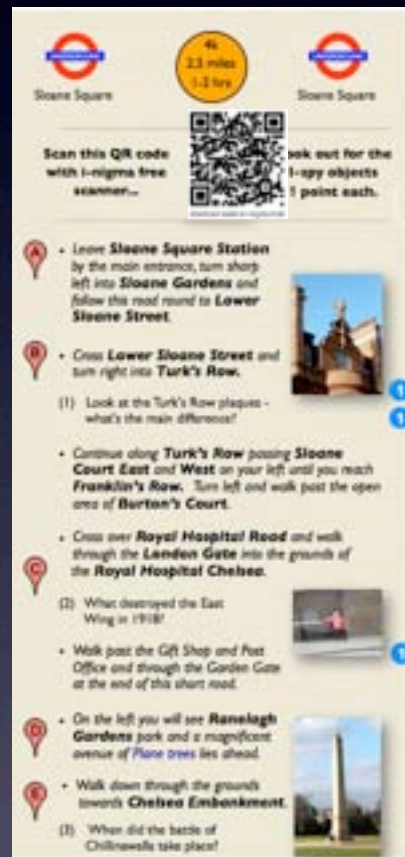 UNDERGROUND
Sloane Square
4k
2.5 miles
1-2 hrs
UNDERGROUND
Sloane Square
Scan this QR code
with i-nigma free
scanner...
ook out for the
I-spy objects
1 point each.
A
• Leave Sloane Square Station
by the main entrance, turn sharp
left into Sloane Gardens and
follow this road round to Lower
Sloane Street.
B
• Cross Lower Sloane Street and
turn right into Turk's Row.
1
1
(1) Look at the Turk's Row plaques -
what's the main difference?
• Continue along Turk's Row passing Sloane
Court East and West on your left until you reach
Franklin's Row. Turn left and walk past the open
area of Burton's Court.
• Cross over Royal Hospital Road and walk
through the London Gate into the grounds of
the Royal Hospital Chelsea.
C
(2) What destroyed the East
Wing in 1918?
1
• Walk past the Gift Shop and Post
Office and through the Garden Gate
at the end of this short road.
D
• On the left you will see Ranelagh
Gardens park and a magnificent
avenue of Plane trees lies ahead.
E
• Walk down through the grounds
towards Chelsea Embankment.
(3) When did the battle of
Chillinawalla take place?